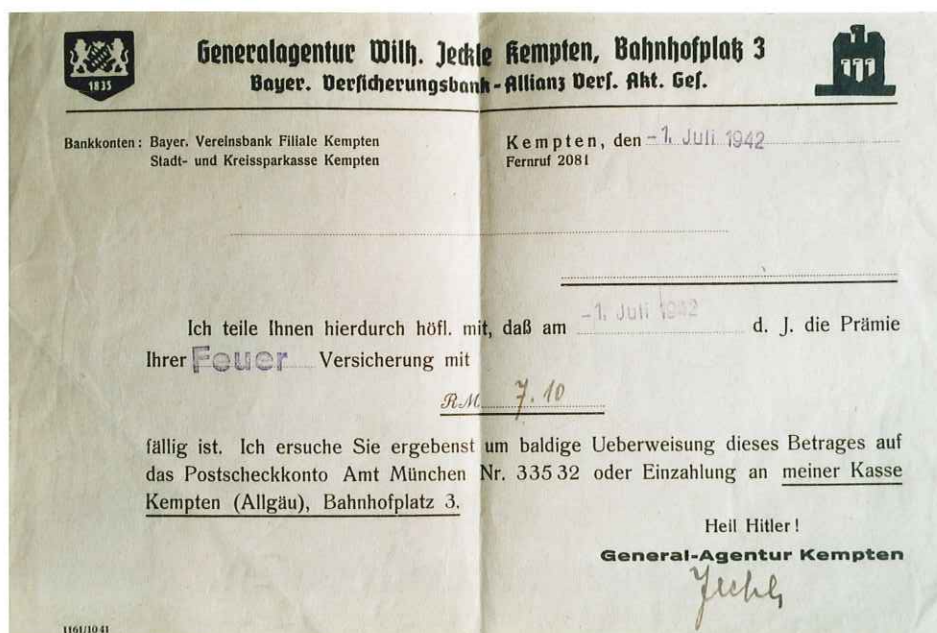 1835
Generalagentur Wilh. Jeckle Kempten, Bahnhofplatz 3
Bayer. Versicherungsbank-Allianz Vers. Akt. Ges.
Bankkonten: Bayer. Vereinsbank Filiale Kempten
Stadt- und Kreissparkasse Kempten
Kempten, den -1. Juli 1942
Fernruf 2081
Ich teile Ihnen hierdurch höfl. mit, daß am -1. Juli 1942 d. J. die Prämie
Ihrer Feuer Versicherung mit
RM. 7.10
fällig ist. Ich ersuche Sie ergebenst um baldige Ueberweisung dieses Betrages auf
das Postscheckkonto Amt München Nr. 335 32 oder Einzahlung an meiner Kasse
Kempten (Allgäu), Bahnhofplatz 3.
Heil Hitler!
General-Agentur Kempten
Jeckle
1161/10 41